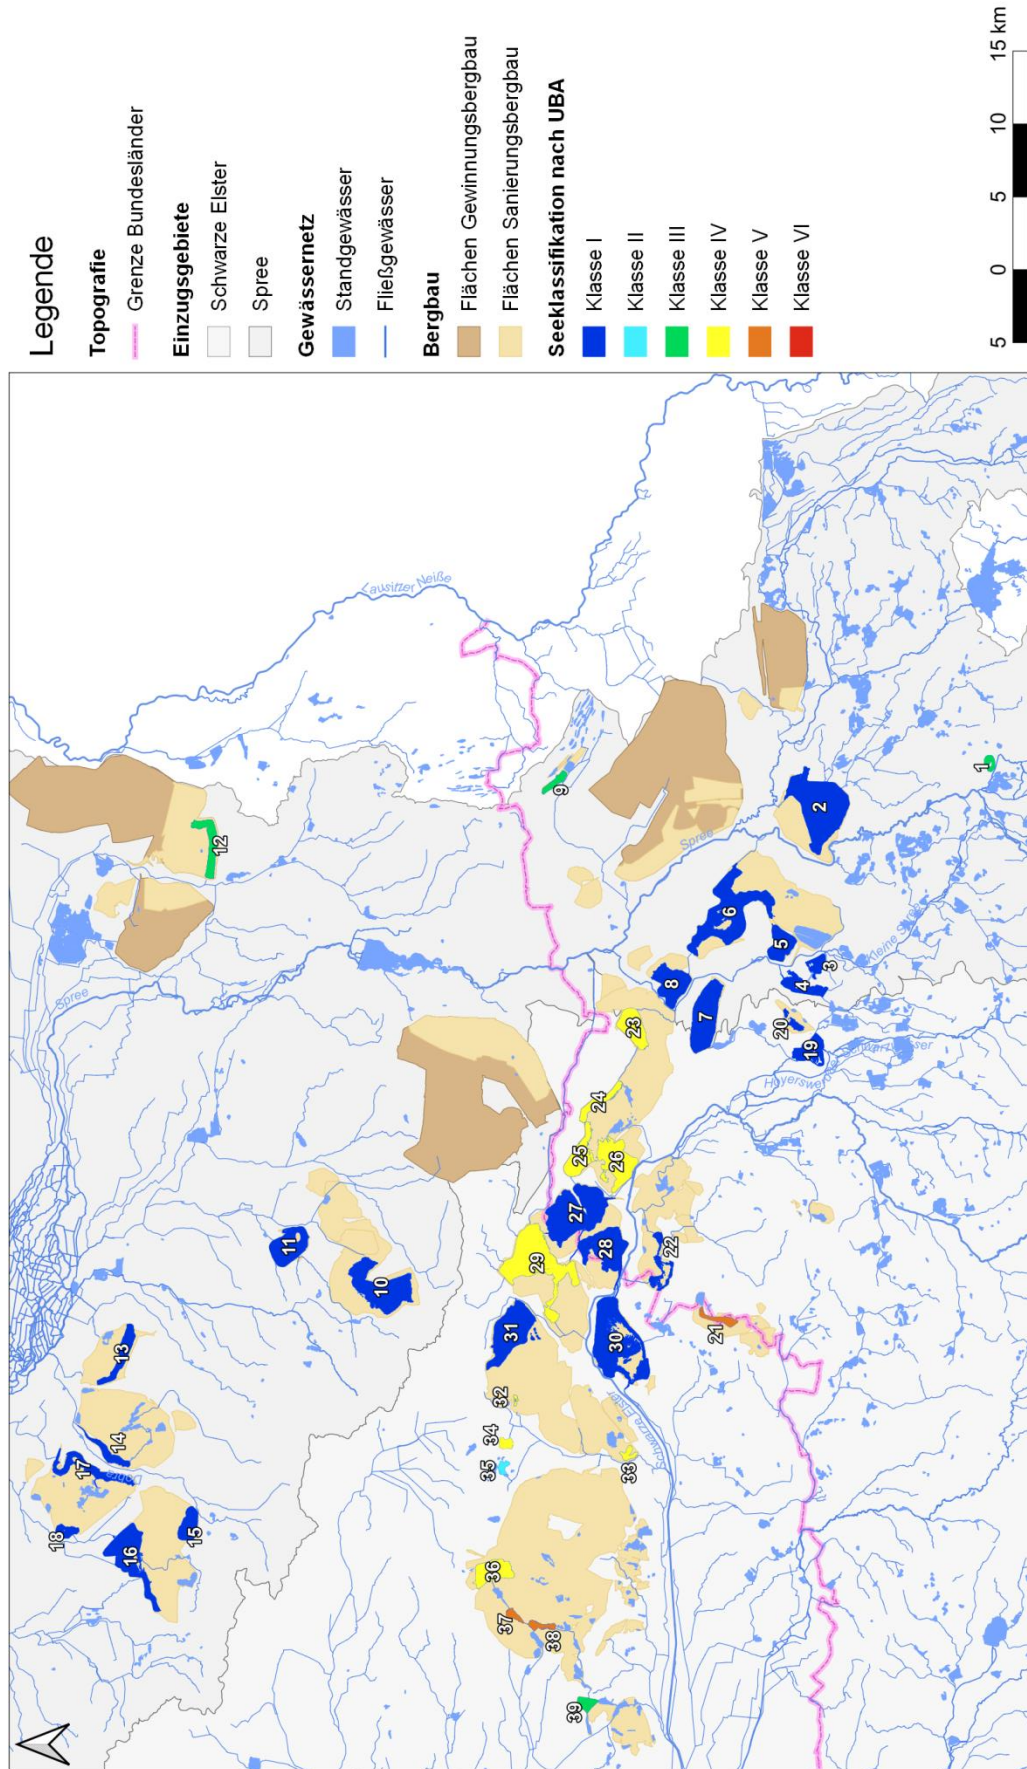 Legende
Topografie
Grenze Bundesländer
Einzugsgebiete
Schwarze Elster
Spree
Gewässernetz
Standgewässer
Fließgewässer
Bergbau
Flächen Gewinnungsbergbau
Flächen Sanierungsbergbau
Seeklassifikation nach UBA
Klasse I
Klasse II
Klasse III
Klasse IV
Klasse V
Klasse VI
5 0 5 10 15 km
Lausitzer Neiße
Spree
Spree
Kleine Spree
Schwarze Elster
1
2
3
4
5
6
7
8
9
10
11
12
13
14
15
16
17
18
19
20
21
22
23
24
25
26
27
28
29
30
31
32
33
34
35
36
37
38
39